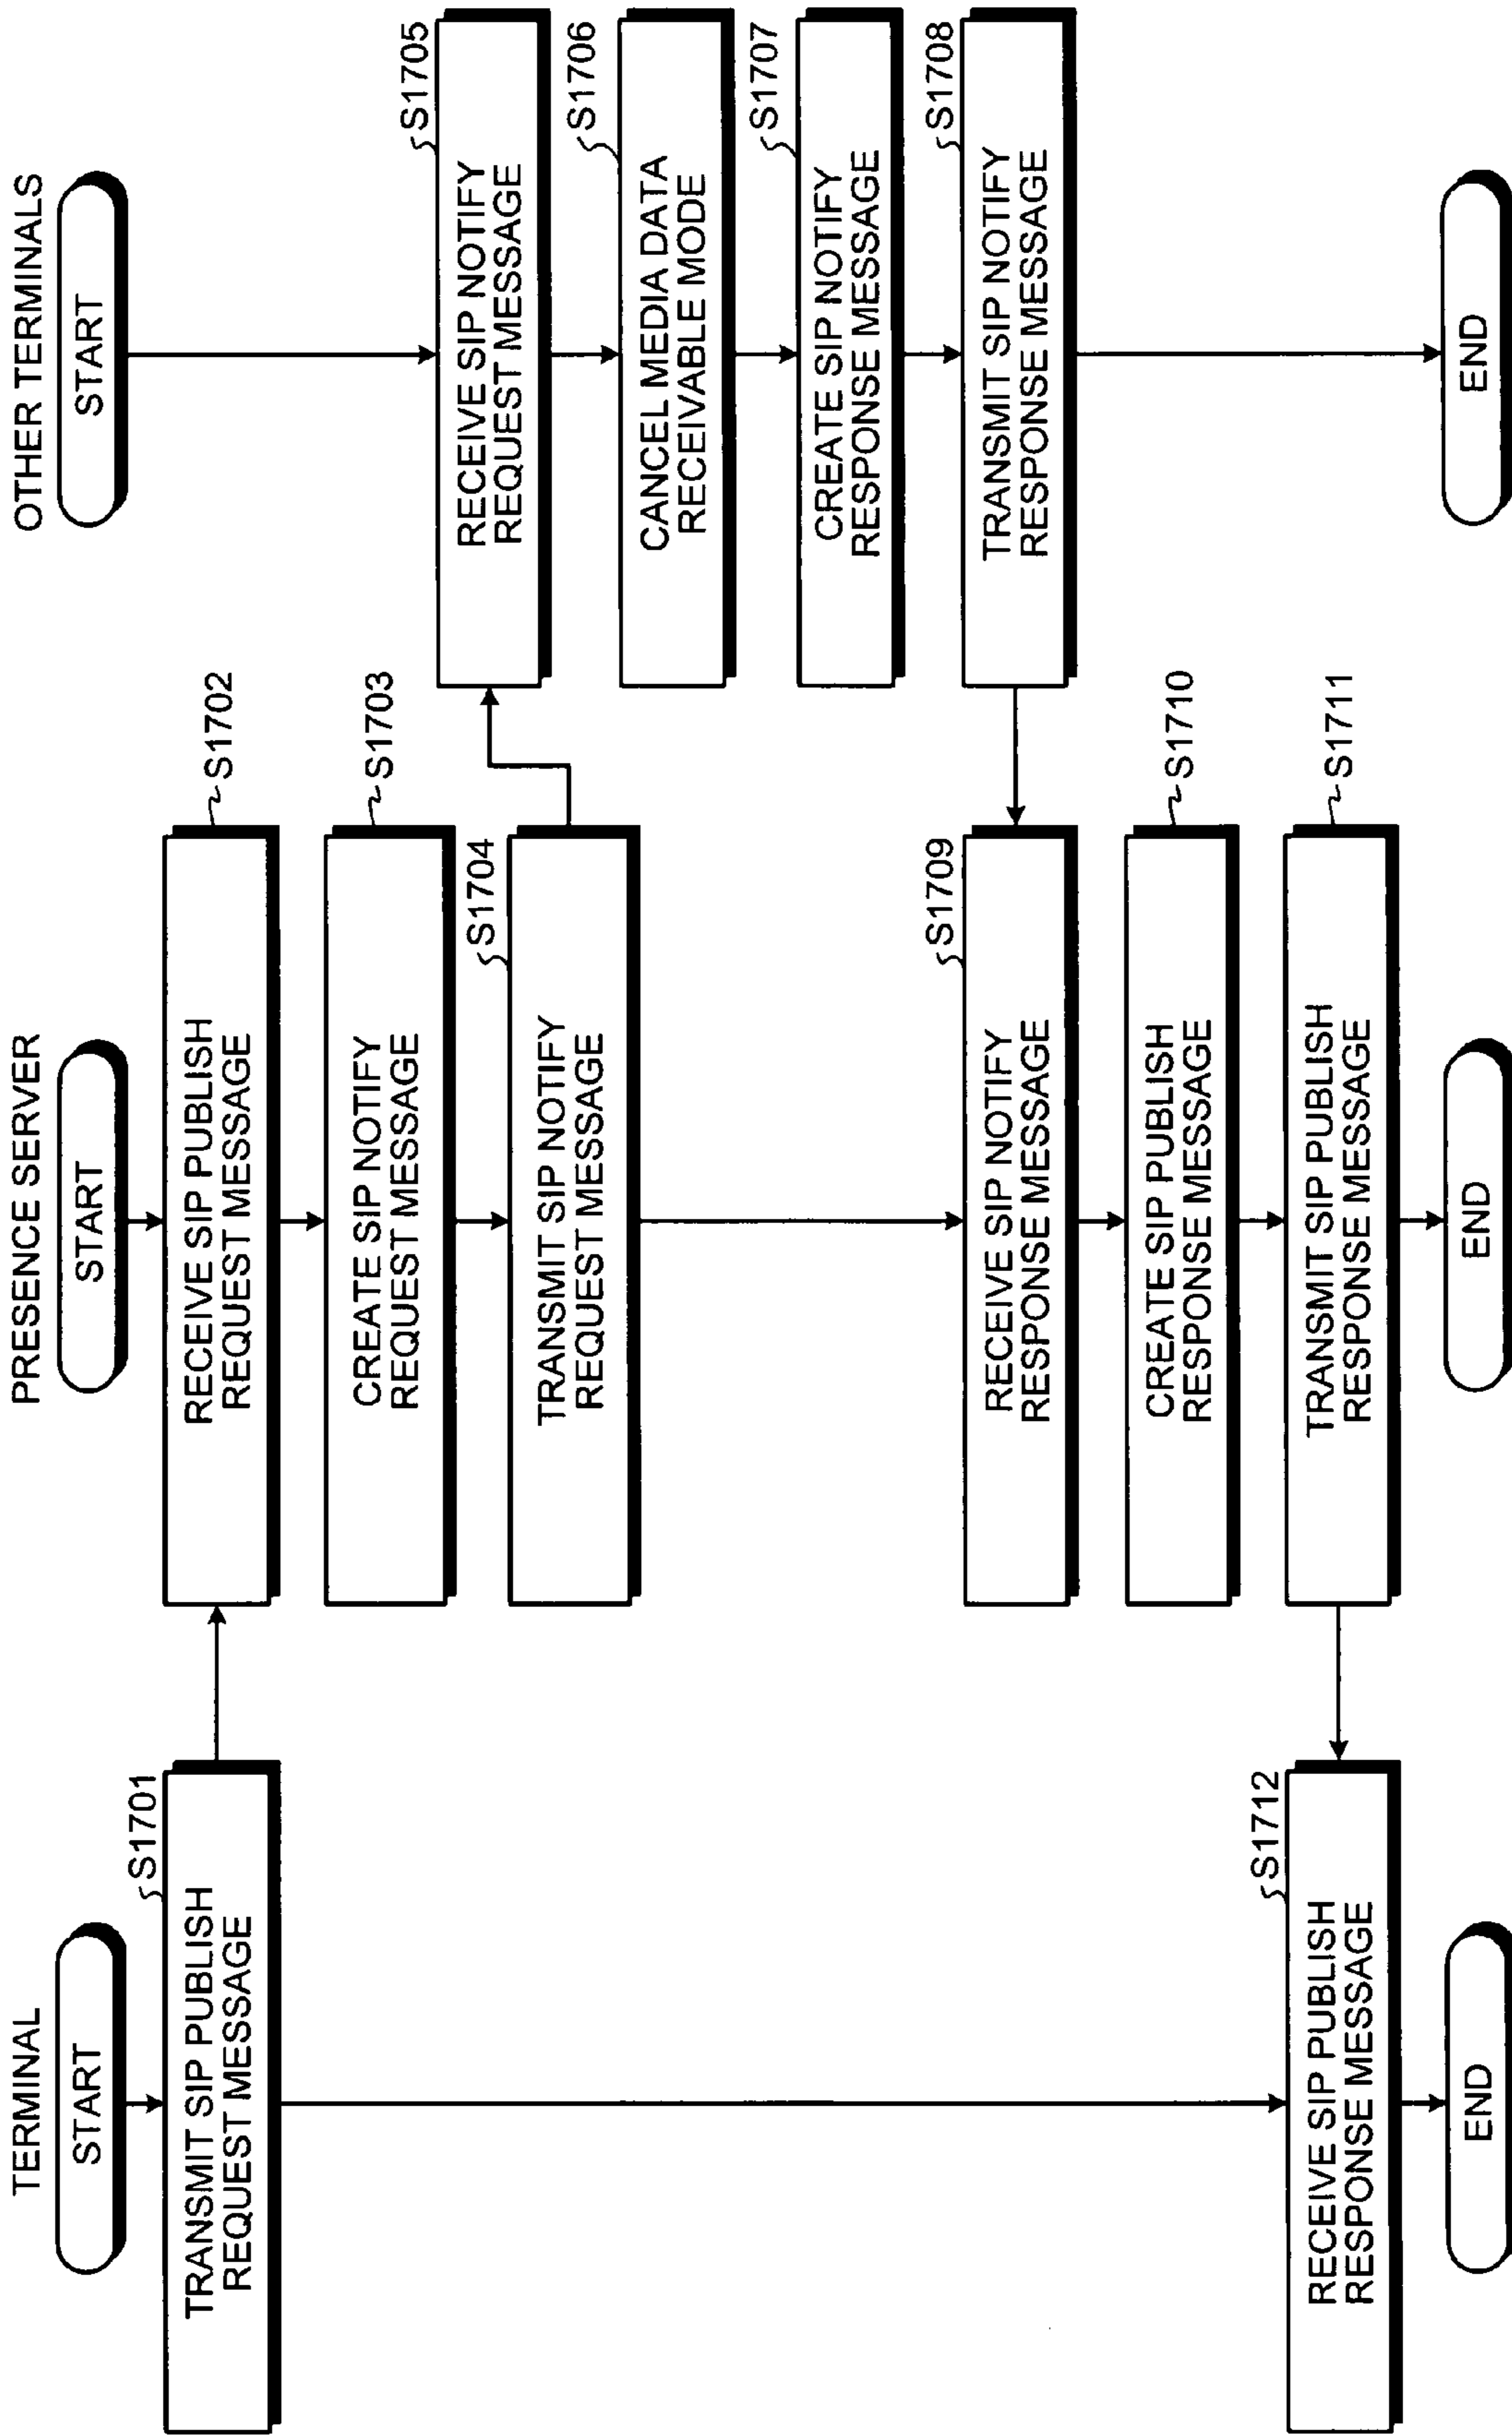 TERMINAL
START
S1701
TRANSMIT SIP PUBLISH
REQUEST MESSAGE
S1712
RECEIVE SIP PUBLISH
RESPONSE MESSAGE
END
PRESENCE SERVER
START
RECEIVE SIP PUBLISH
REQUEST MESSAGE
S1702
CREATE SIP NOTIFY
REQUEST MESSAGE
S1703
S1704
TRANSMIT SIP NOTIFY
REQUEST MESSAGE
S1709
RECEIVE SIP NOTIFY
RESPONSE MESSAGE
CREATE SIP PUBLISH
RESPONSE MESSAGE
S1710
TRANSMIT SIP PUBLISH
RESPONSE MESSAGE
S1711
END
OTHER TERMINALS
START
S1705
RECEIVE SIP NOTIFY
REQUEST MESSAGE
S1706
CANCEL MEDIA DATA
RECEIVABLE MODE
S1707
CREATE SIP NOTIFY
RESPONSE MESSAGE
S1708
TRANSMIT SIP NOTIFY
RESPONSE MESSAGE
END